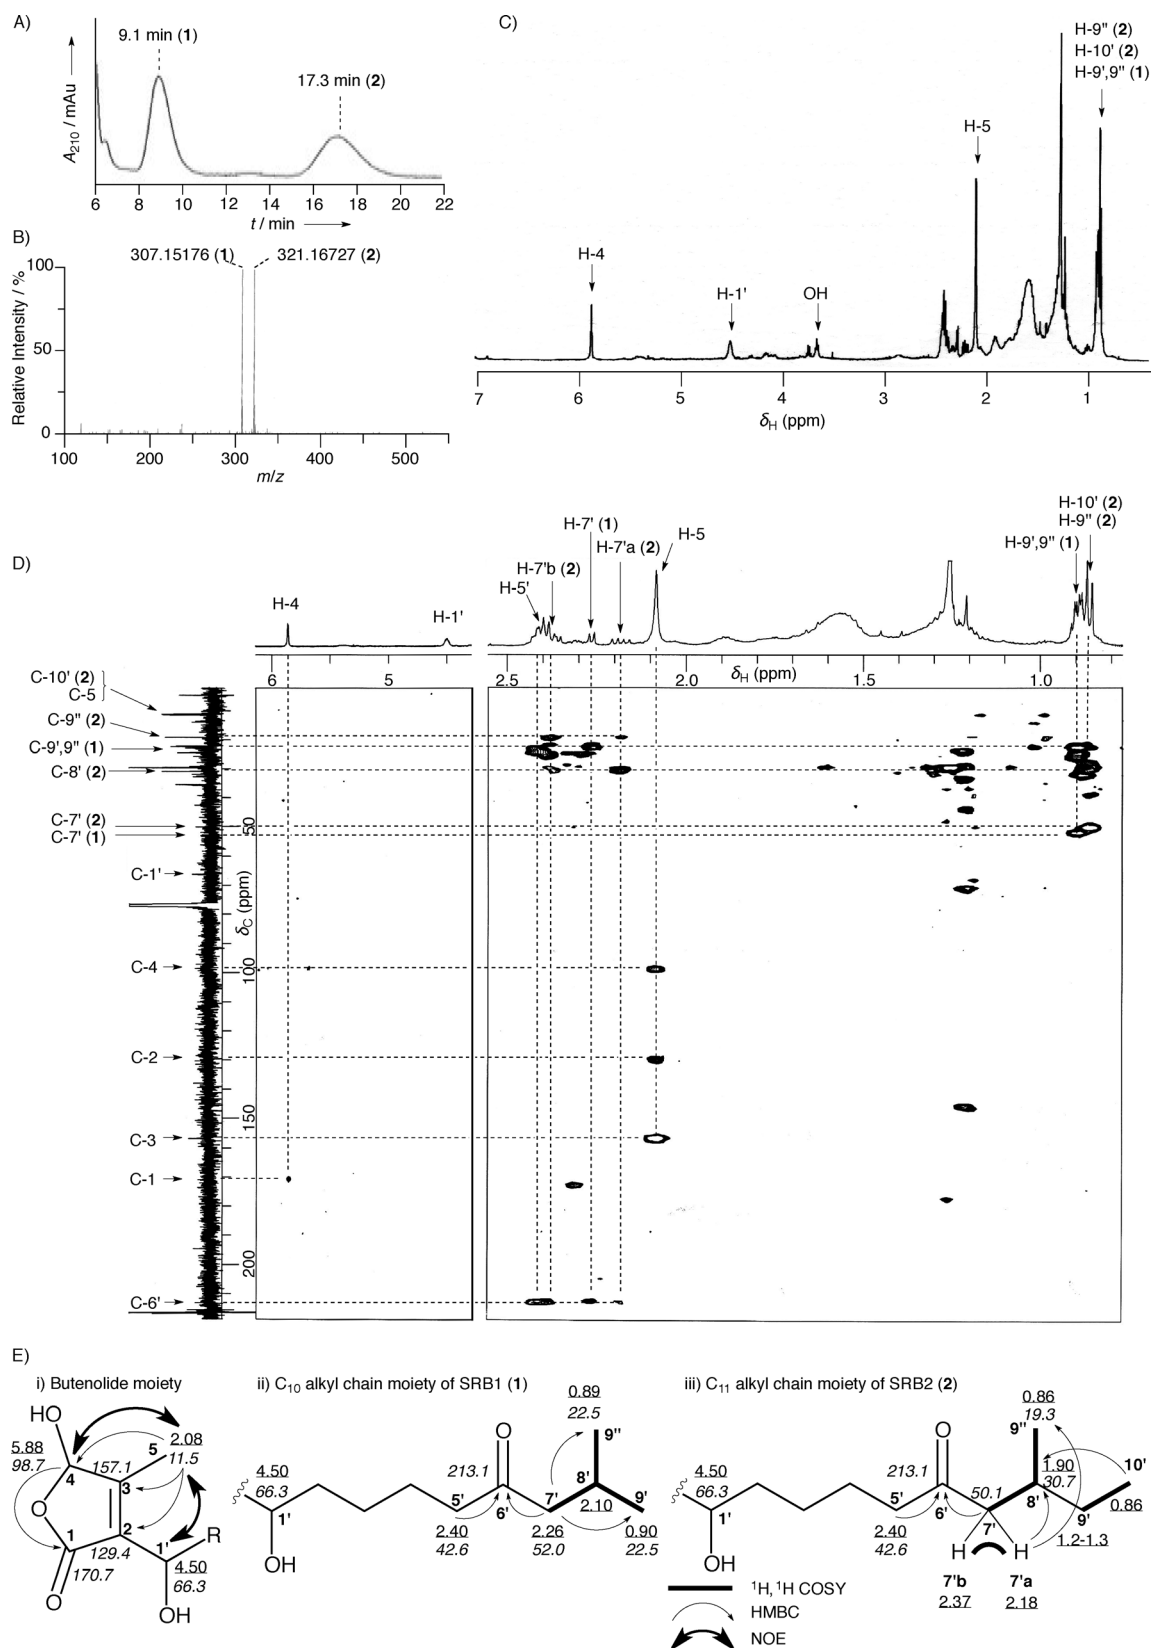 A)
9.1 min (1)
17.3 min (2)
A210 / mAu
6 8 10 12 14 16 18 20 22
t / min
B)
307.15176 (1)
321.16727 (2)
Relative Intensity / %
100
50
0
100 200 300 400 500
m/z
C)
H-9" (2)
H-10' (2)
H-9',9" (1)
H-5
H-4
H-1'
OH
7 6 5 4 3 2 1
δH (ppm)
D)
H-10' (2)
H-9" (2)
H-9',9" (1)
H-7' (1)
H-7'a (2)
H-5
H-7'b (2)
H-5'
H-4
H-1'
6 5 2.5 2.0 1.5 1.0
δH (ppm)
C-10' (2)
C-5
C-9" (2)
C-9',9" (1)
C-8' (2)
C-7' (2)
C-7' (1)
C-1'
C-4
C-2
C-3
C-1
C-6'
50
δC (ppm)
100
150
200
E)
i) Butenolide moiety
HO
5.88
98.7
4
157.1
3
5
2.08
11.5
O
1
2
129.4
170.7
O
1'
R
4.50
66.3
OH
ii) C10 alkyl chain moiety of SRB1 (1)
0.89
22.5
9"
O
213.1
8'
2.10
9'
0.90
22.5
4.50
66.3
1'
OH
5'
2.40
42.6
6'
7'
2.26
52.0
iii) C11 alkyl chain moiety of SRB2 (2)
0.86
19.3
9"
O
213.1
1.90
30.7
8'
10'
0.86
9'
1.2-1.3
50.1
7'
4.50
66.3
1'
OH
5'
2.40
42.6
6'
H
H
7'b
2.37
7'a
2.18
1H, 1H COSY
HMBC
NOE